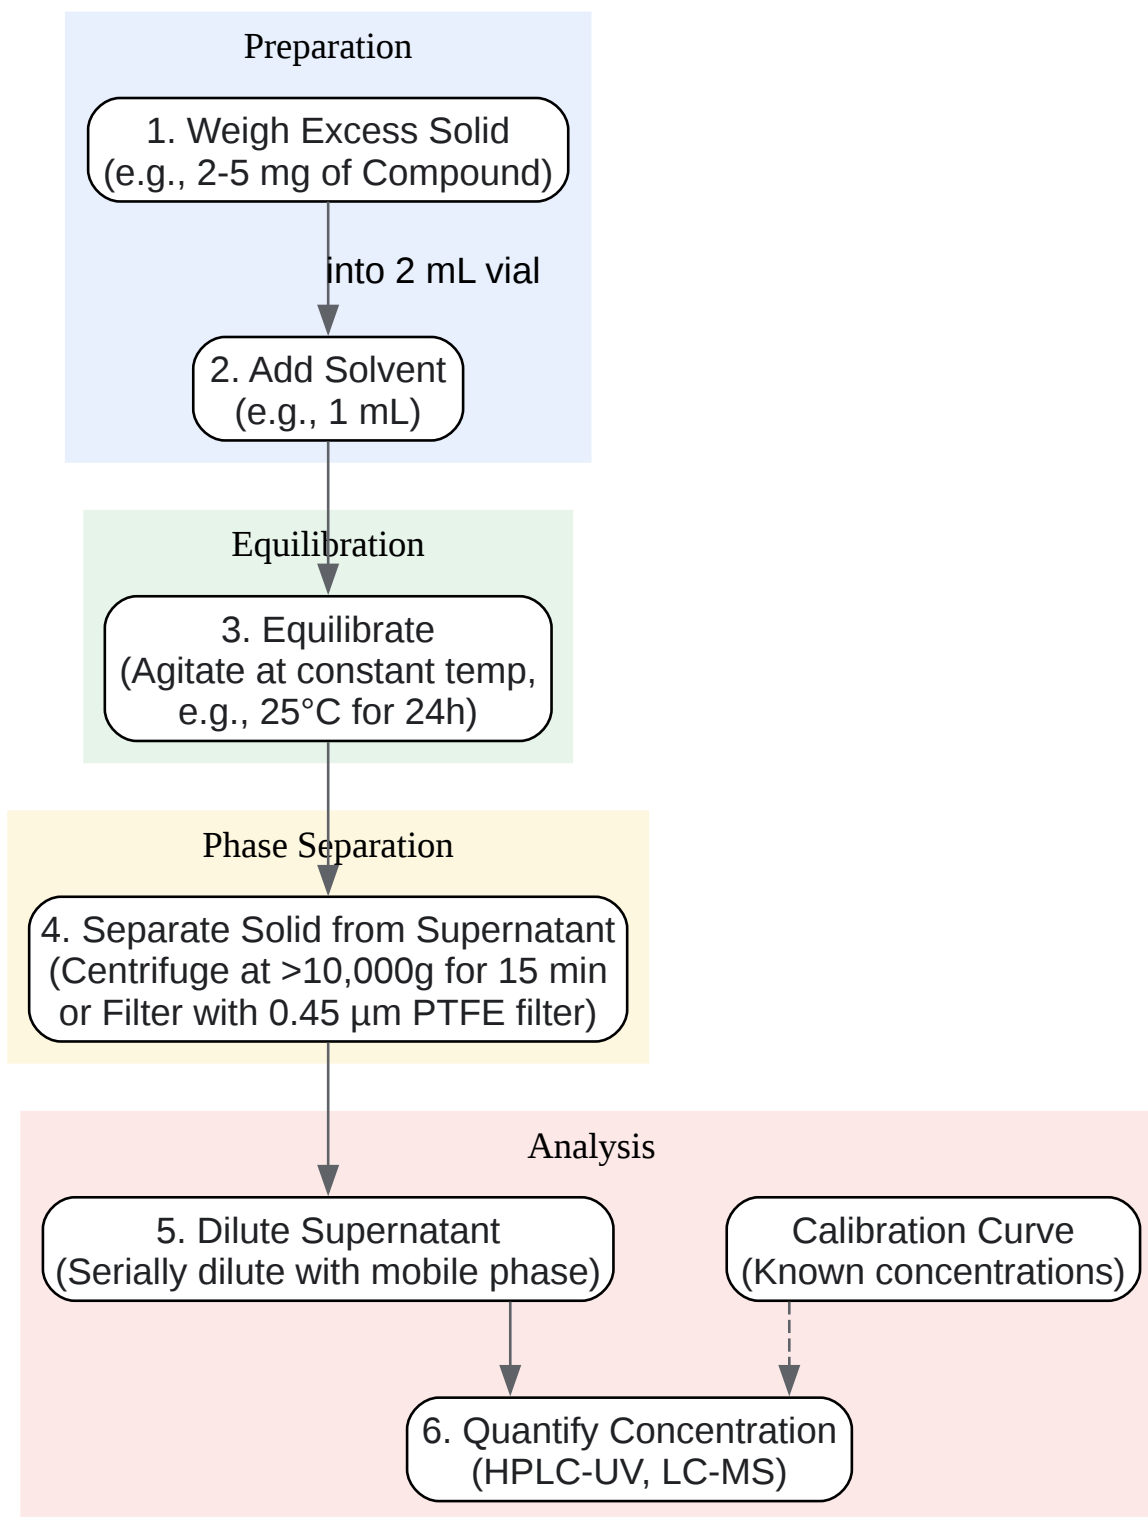 Preparation
1. Weigh Excess Solid
(e.g., 2-5 mg of Compound)
into 2 mL vial
2. Add Solvent
(e.g., 1 mL)
Equilibration
3. Equilibrate
(Agitate at constant temp,
e.g., 25°C for 24h)
Phase Separation
4. Separate Solid from Supernatant
(Centrifuge at >10,000g for 15 min
or Filter with 0.45 µm PTFE filter)
Analysis
5. Dilute Supernatant
(Serially dilute with mobile phase)
Calibration Curve
(Known concentrations)
6. Quantify Concentration
(HPLC-UV, LC-MS)